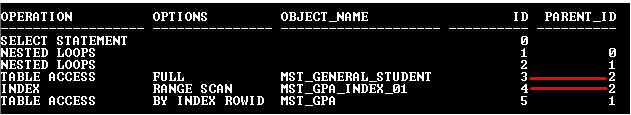 OPERATION OPTIONS OBJECT_NAME ID PARENT_ID
SELECT STATEMENT 0
NESTED LOOPS 1 0
NESTED LOOPS 2 1
TABLE ACCESS FULL MST_GENERAL_STUDENT 3 2
INDEX RANGE SCAN MST_GPA_INDEX_01 4 2
TABLE ACCESS BY INDEX ROWID MST_GPA 5 1